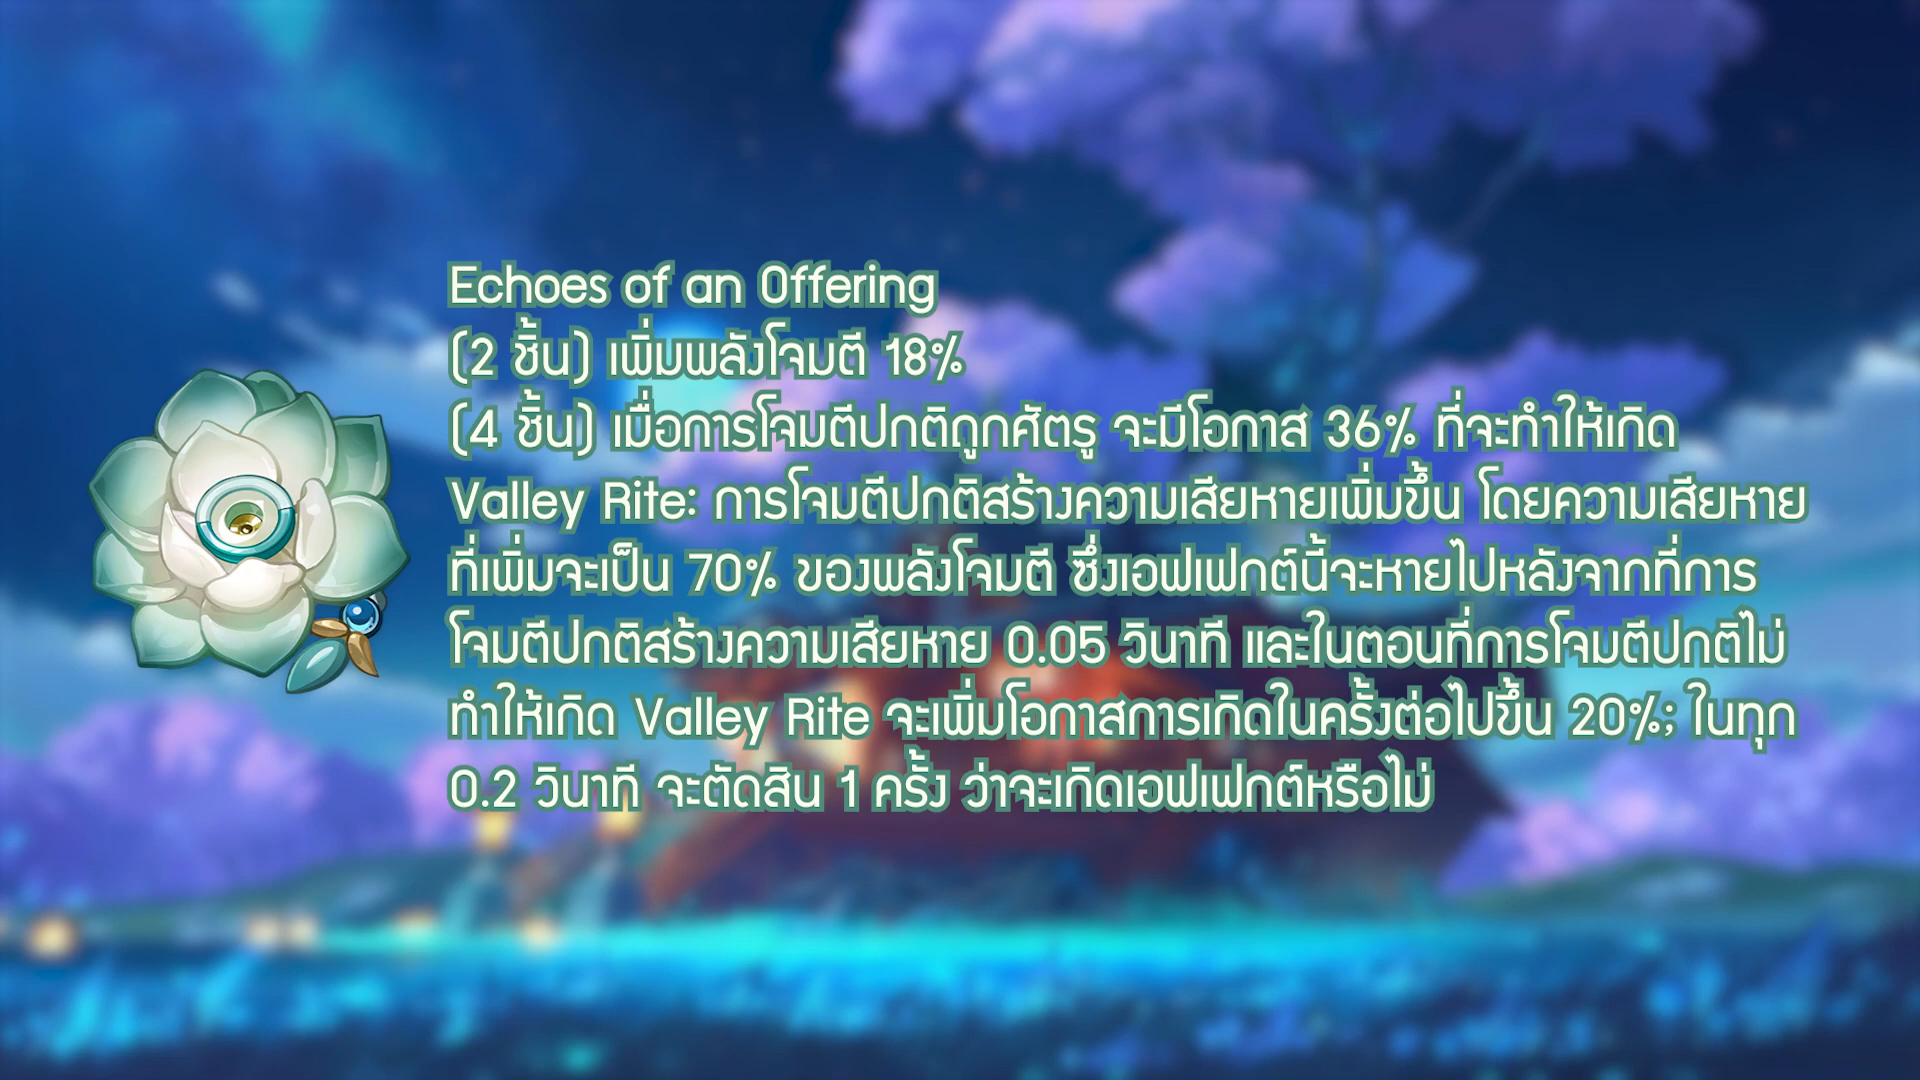 Echoes of an Offering
(2 ชิ้น) เพิ่มพลังโจมตี 18%
(4 ชิ้น) เมื่อการโจมตีปกติถูกศัตรู จะมีโอกาส 36% ที่จะทำให้เกิด
Valley Rite: การโจมตีปกติสร้างความเสียหายเพิ่มขึ้น โดยความเสียหาย
ที่เพิ่มจะเป็น 70% ของพลังโจมตี ซึ่งเอฟเฟกต์นี้จะหายไปหลังจากที่การ
โจมตีปกติสร้างความเสียหาย 0.05 วินาที และในตอนที่การโจมตีปกติไม่
ทำให้เกิด Valley Rite จะเพิ่มโอกาสการเกิดในครั้งต่อไปขึ้น 20%; ในทุก
0.2 วินาที จะตัดสิน 1 ครั้ง ว่าจะเกิดเอฟเฟกต์หรือไม่